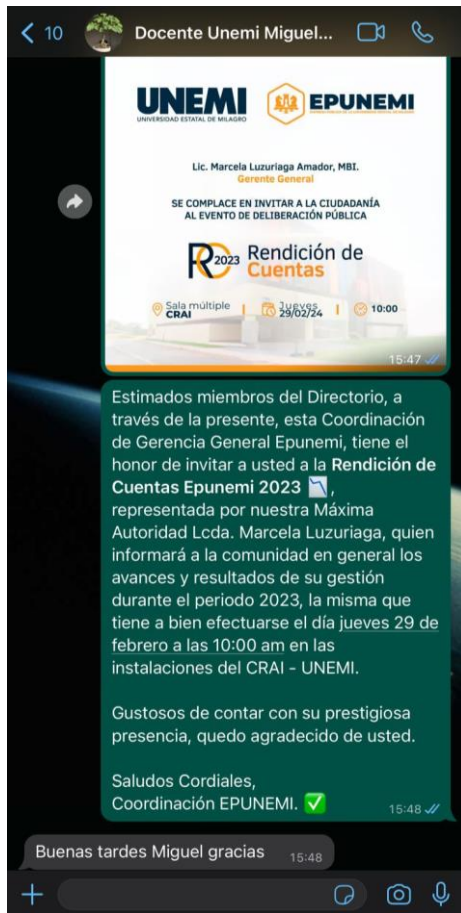 10
Docente Unemi Miguel...
UNEMI
UNIVERSIDAD ESTATAL DE MILAGRO
EPUNEMI
Lic. Marcela Luzuriaga Amador, MBI.
Gerente General
SE COMPLACE EN INVITAR A LA CIUDADANÍA
AL EVENTO DE DELIBERACIÓN PÚBLICA
RC 2023 Rendición de
Cuentas
Sala múltiple
CRAI
Jueves
29/02/24
10:00
15:47
Estimados miembros del Directorio, a
través de la presente, esta Coordinación
de Gerencia General Epunemi, tiene el
honor de invitar a usted a la Rendición de
Cuentas Epunemi 2023 📉,
representada por nuestra Máxima
Autoridad Lcda. Marcela Luzuriaga, quien
informará a la comunidad en general los
avances y resultados de su gestión
durante el periodo 2023, la misma que
tiene a bien efectuarse el día jueves 29 de
febrero a las 10:00 am en las
instalaciones del CRAI - UNEMI.
Gustosos de contar con su prestigiosa
presencia, quedo agradecido de usted.
Saludos Cordiales,
Coordinación EPUNEMI. ✅
15:48
Buenas tardes Miguel gracias
15:48